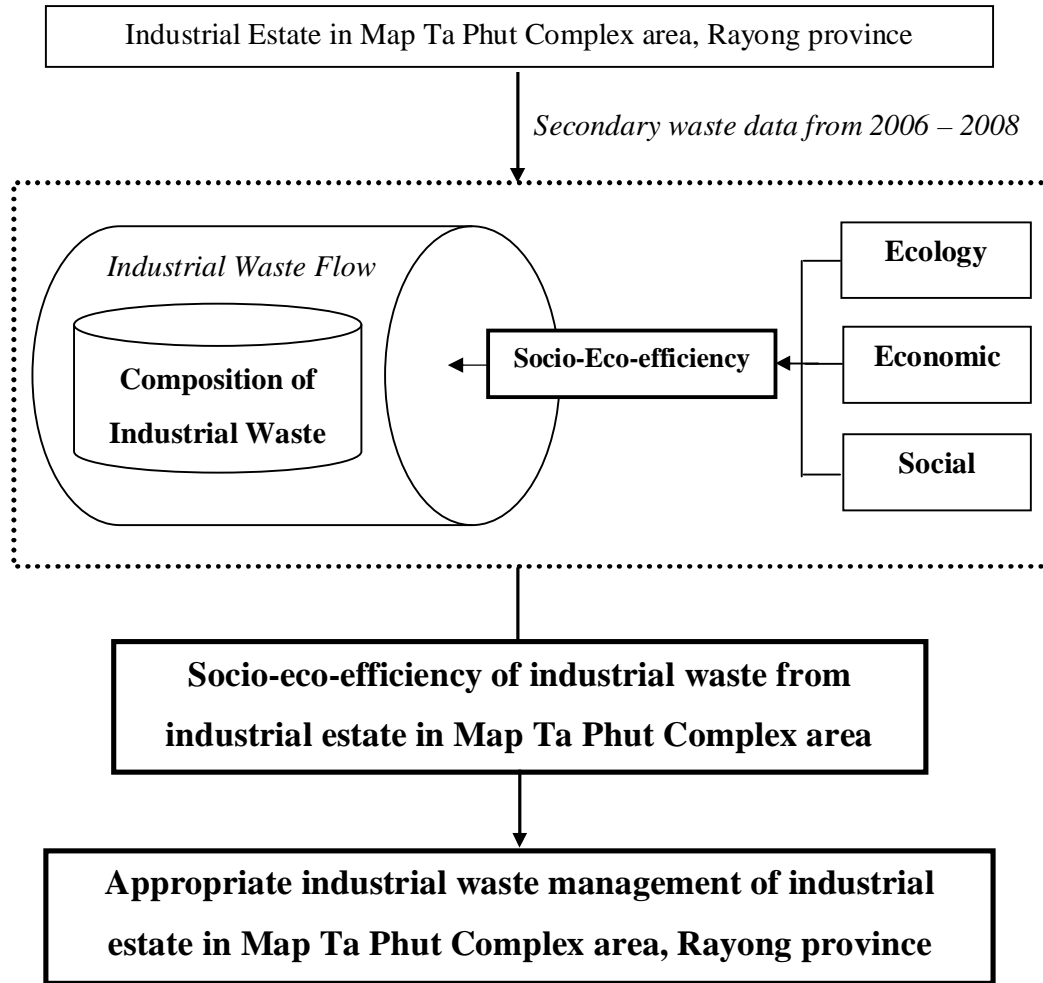 Industrial Estate in Map Ta Phut Complex area, Rayong province
Secondary waste data from 2006 – 2008
Industrial Waste Flow
Composition of
Industrial Waste
Socio-Eco-efficiency
Ecology
Economic
Social
Socio-eco-efficiency of industrial waste from
industrial estate in Map Ta Phut Complex area
Appropriate industrial waste management of industrial
estate in Map Ta Phut Complex area, Rayong province